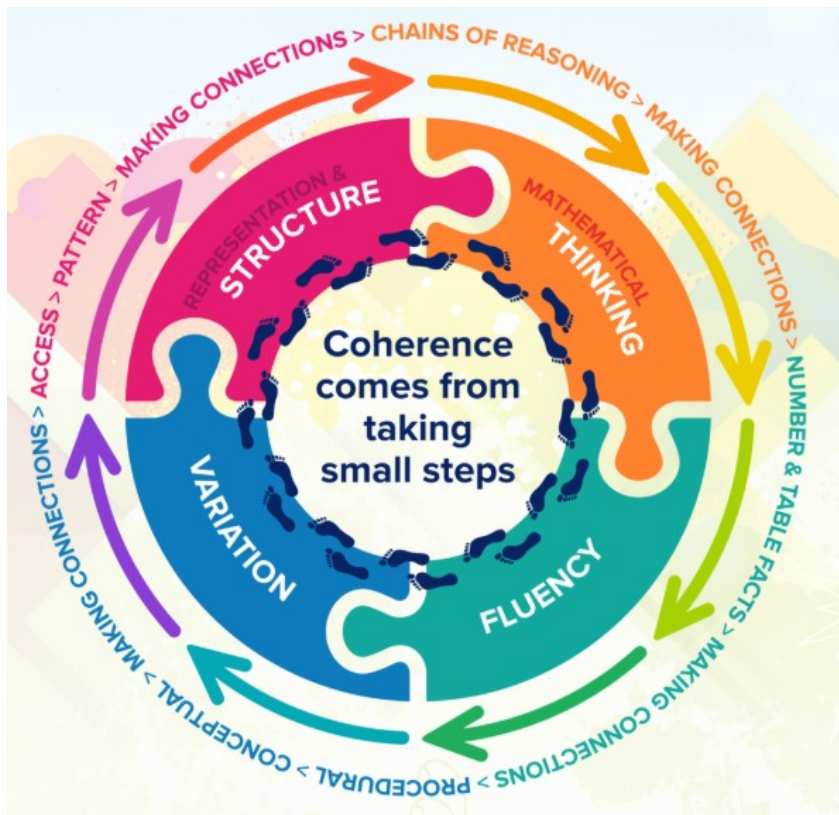 ACCESS > PATTERN > MAKING CONNECTIONS >
CHAINS OF REASONING > MAKING CONNECTIONS >
NUMBER & TABLE FACTS > MAKING CONNECTIONS >
PROCEDURAL > CONCEPTUAL > MAKING CONNECTIONS >
REPRESENTATION &
STRUCTURE
MATHEMATICAL
THINKING
FLUENCY
VARIATION
Coherence
comes from
taking
small steps